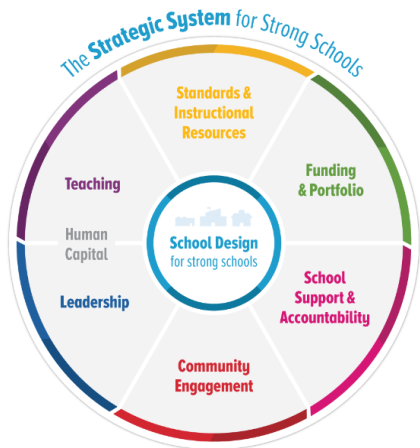 The Strategic System for Strong Schools
Standards &
Instructional
Resources
Funding
& Portfolio
Teaching
Human
Capital
School Design
for strong schools
Leadership
School
Support &
Accountability
Community
Engagement